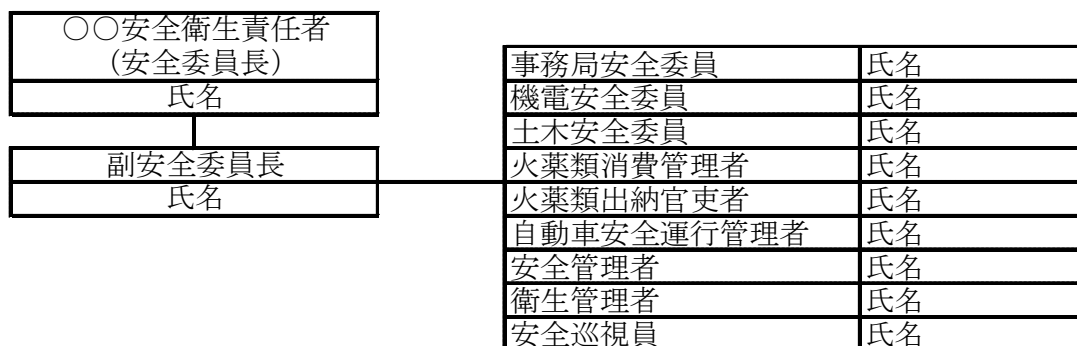 ○○安全衛生責任者
(安全委員長)
氏名
副安全委員長
氏名
事務局安全委員 氏名
機電安全委員 氏名
土木安全委員 氏名
火薬類消費管理者 氏名
火薬類出納官吏者 氏名
自動車安全運行管理者 氏名
安全管理者 氏名
衛生管理者 氏名
安全巡視員 氏名